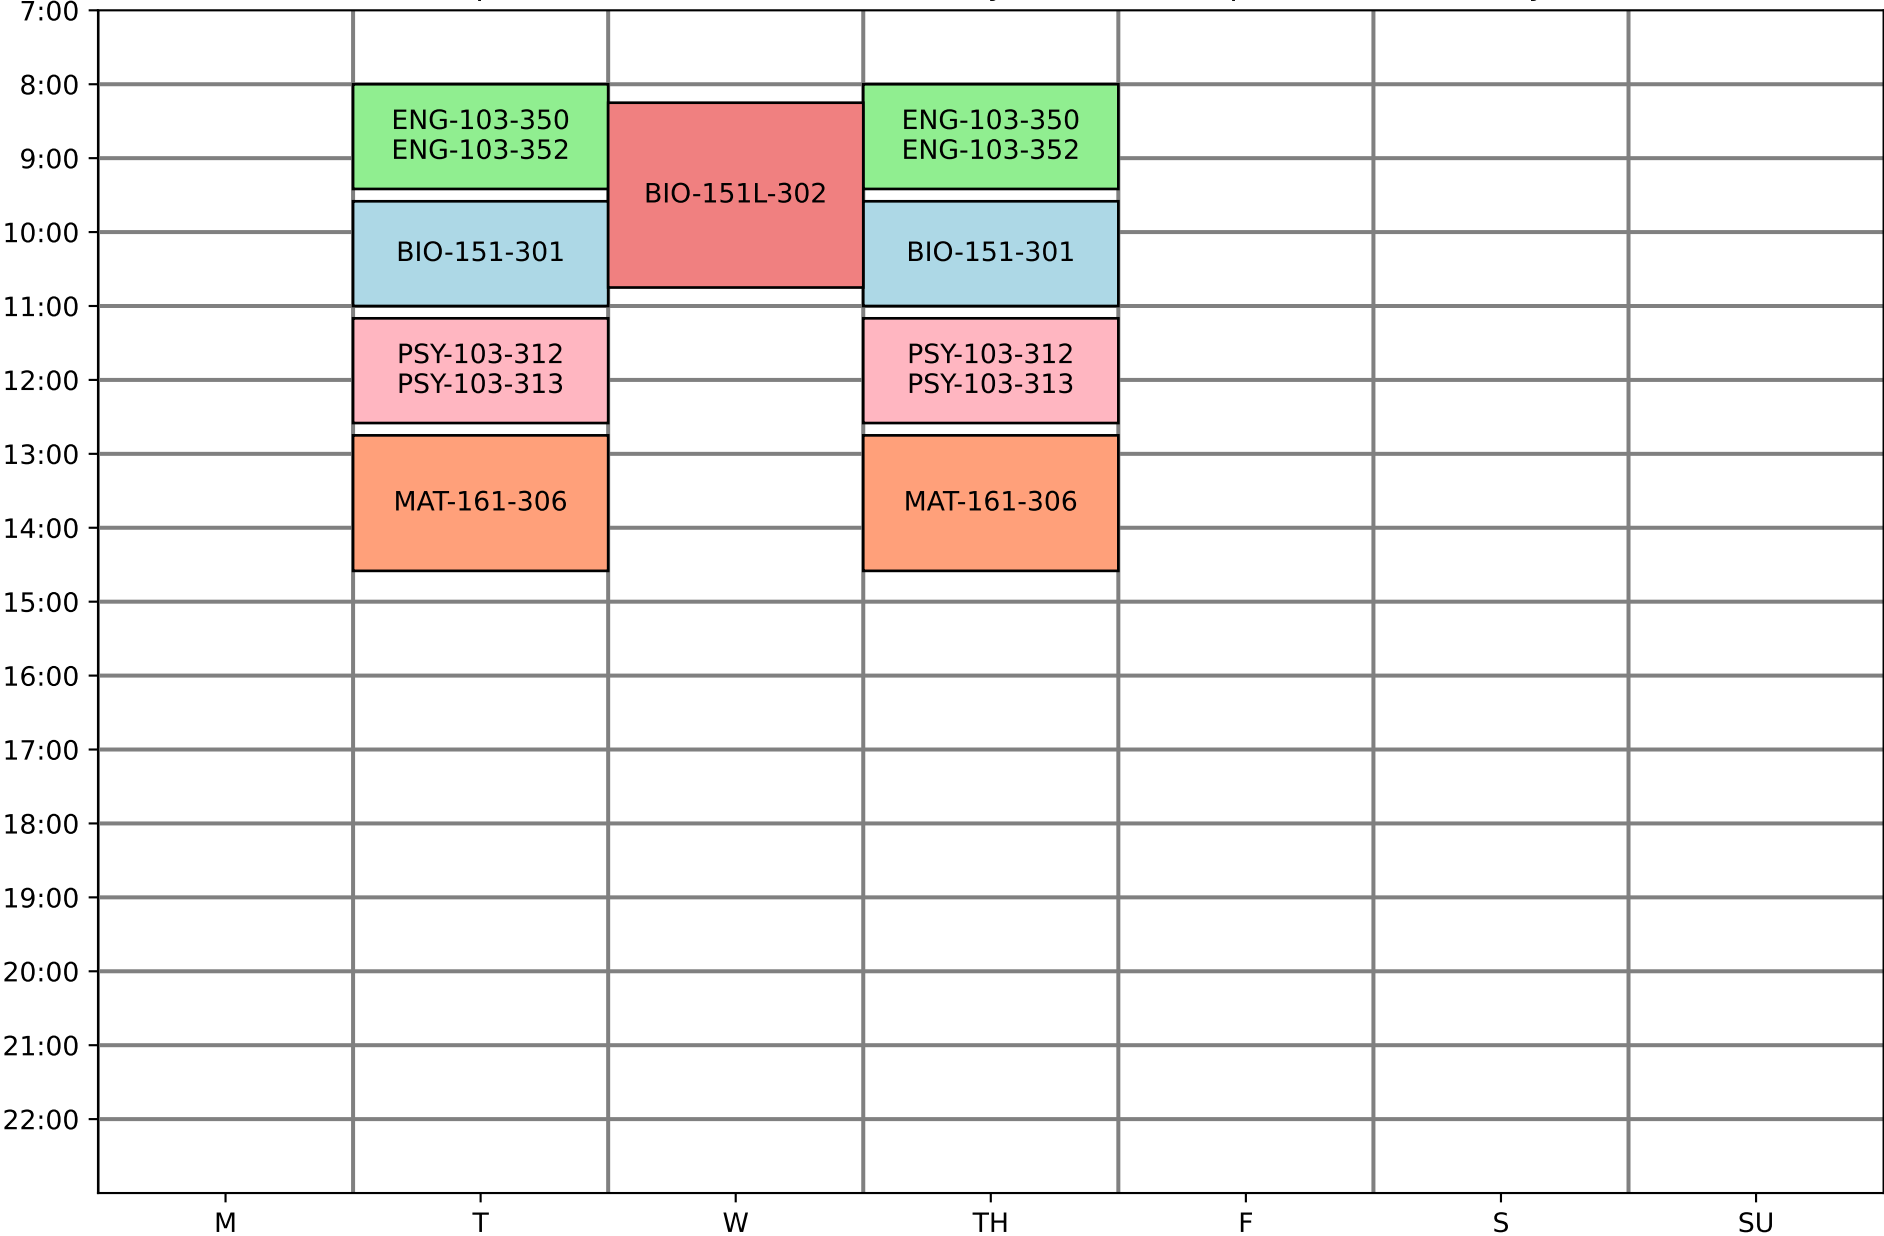 7:00
8:00
9:00
10:00
11:00
12:00
13:00
14:00
15:00
16:00
17:00
18:00
19:00
20:00
21:00
22:00
ENG-103-350
ENG-103-352
BIO-151-301
PSY-103-312
PSY-103-313
MAT-161-306
BIO-151L-302
ENG-103-350
ENG-103-352
BIO-151-301
PSY-103-312
PSY-103-313
MAT-161-306
M T W TH F S SU